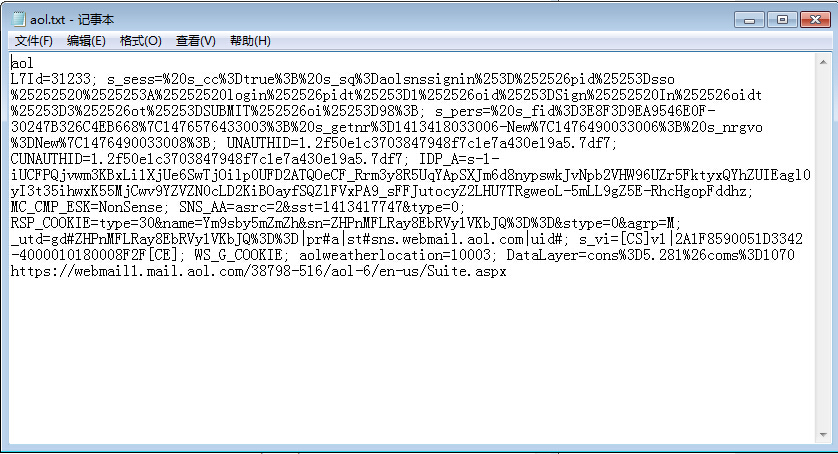 aol.txt - 记事本
文件(F) 编辑(E) 格式(O) 查看(V) 帮助(H)
aol
L7Id=31233; s_sess=%20s_cc%3Dtrue%3B%20s_sq%3Daolsnssignin%253D%252526pid%25253Dsso
%25252520%2525253A%25252520login%252526pidt%25253D1%252526oid%25253DSign%25252520In%252526oidt
%25253D3%252526ot%25253DSUBMIT%252526oi%25253D98%3B; s_pers=%20s_fid%3D3E8F3D9EA9546E0F-
30247B326C4EB668%7C1476576433003%3B%20s_getnr%3D1413418033006-New%7C1476490033006%3B%20s_nrgvo
%3DNew%7C1476490033008%3B; UNAUTHID=1.2f50e1c3703847948f7c1e7a430e19a5.7df7;
CUNAUTHID=1.2f50e1c3703847948f7c1e7a430e19a5.7df7; IDP_A=s-1-
iUCFPQjvwm3KBxLi1XjUe6SwTjOilp0UFD2ATQOeCF_Rrm3y8R5UqYApSXJm6d8nypswkJvNpb2VHW96UZr5FktyxQYhZUIEagl0
yI3t35ihwxK55MjCwv9YZVZN0cLD2KiBOayfSQZlFVxPA9_sFFJutocyZ2LHU7TRgweoL-5mLL9gZ5E-RhcHgopFddhz;
MC_CMP_ESK=NonSense; SNS_AA=asrc=2&sst=1413417747&type=0;
RSP_COOKIE=type=30&name=Ym9sby5mZmZh&sn=ZHPnMFLRay8EbRVy1VKbJQ%3D%3D&stype=0&agrp=M;
_utd=gd#ZHPnMFLRay8EbRVy1VKbJQ%3D%3D|pr#a|st#sns.webmail.aol.com|uid#; s_vi=[CS]v1|2A1F8590051D3342
-4000010180008F2F[CE]; WS_G_COOKIE; aolweatherlocation=10003; DataLayer=cons%3D5.281%26coms%3D1070
https://webmail1.mail.aol.com/38798-516/aol-6/en-us/Suite.aspx